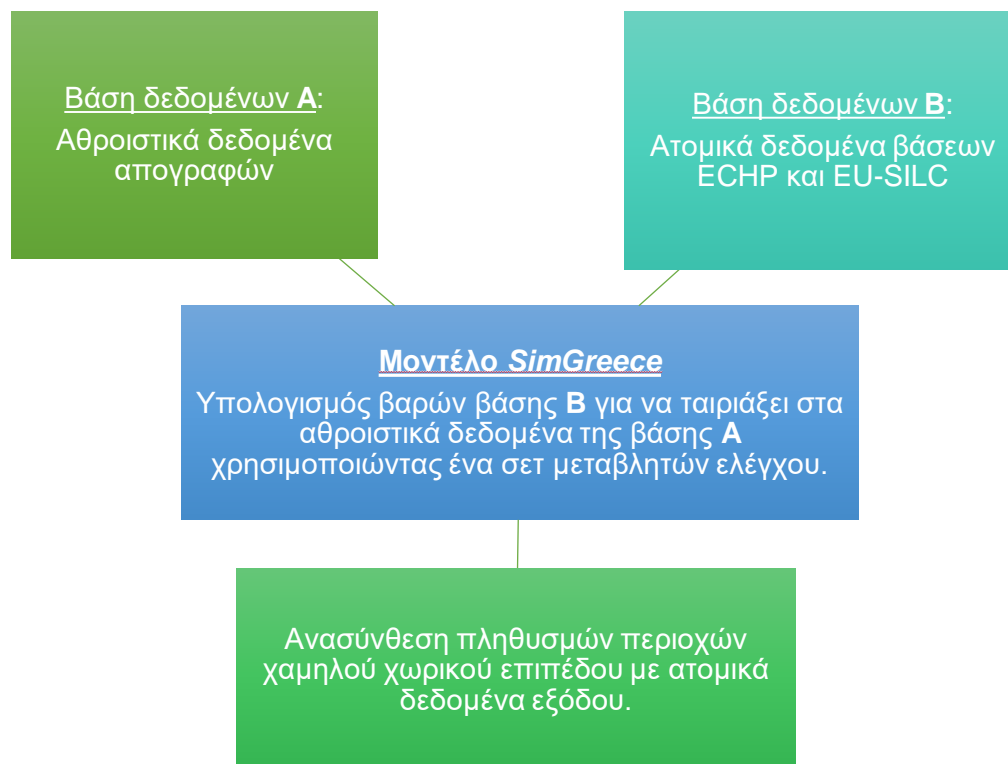 Βάση δεδομένων Α:
Αθροιστικά δεδομένα
απογραφών
Βάση δεδομένων Β:
Ατομικά δεδομένα βάσεων
ECHP και EU-SILC
Μοντέλο SimGreece
Υπολογισμός βαρών βάσης Β για να ταιριάξει στα
αθροιστικά δεδομένα της βάσης Α
χρησιμοποιώντας ένα σετ μεταβλητών ελέγχου.
Ανασύνθεση πληθυσμών περιοχών
χαμηλού χωρικού επιπέδου με ατομικά
δεδομένα εξόδου.